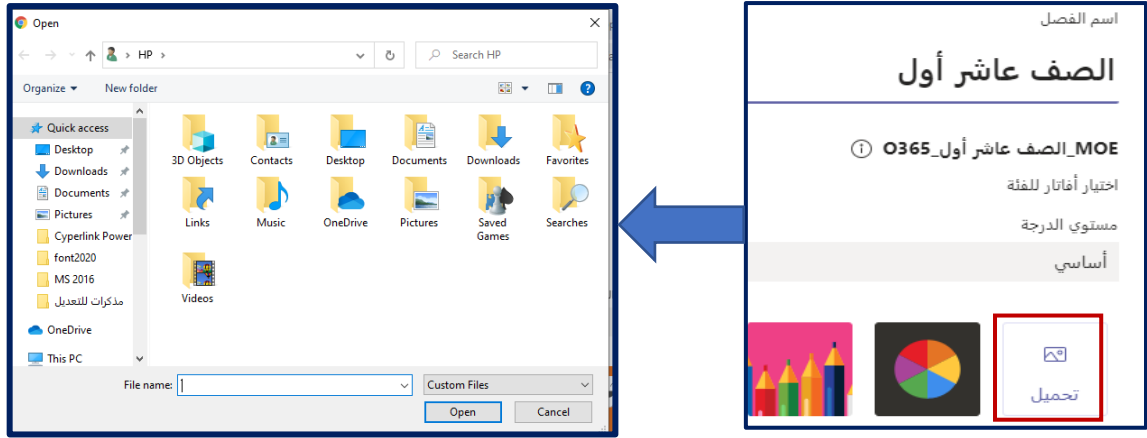 Open
HP
Search HP
Organize
New folder
Quick access
Desktop
Downloads
Documents
Pictures
Cyperlink Power
font2020
MS 2016
مذكرات للتعديل
OneDrive
This PC
3D Objects
Contacts
Desktop
Documents
Downloads
Favorites
Links
Music
OneDrive
Pictures
Saved
Games
Searches
Videos
File name:
Custom Files
Open
Cancel
اسم الفصل
الصف عاشر أول
MOE_الصف عاشر أول_O365
اختيار أفاتار للفئة
مستوي الدرجة
أساسي
تحميل